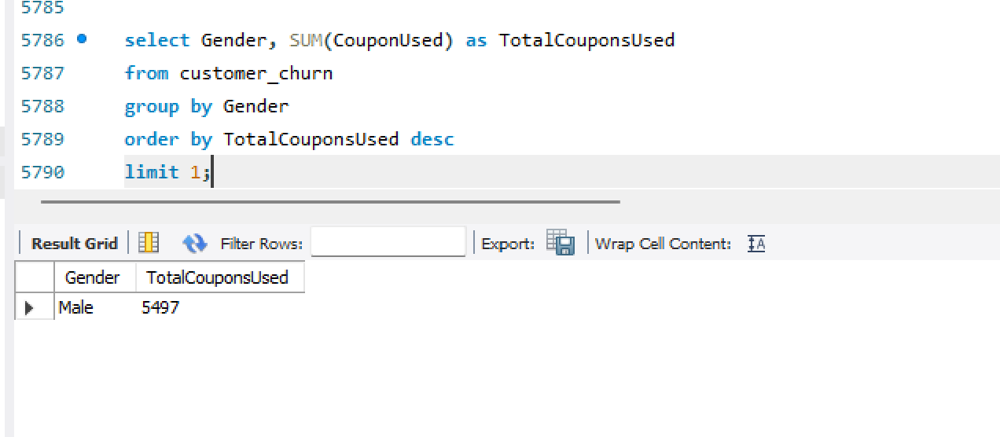 5785
5786 select Gender, SUM(CouponUsed) as TotalCouponsUsed
5787 from customer_churn
5788 group by Gender
5789 order by TotalCouponsUsed desc
5790 limit 1;
Result Grid Filter Rows: Export: Wrap Cell Content: IA
Gender TotalCouponsUsed
Male 5497